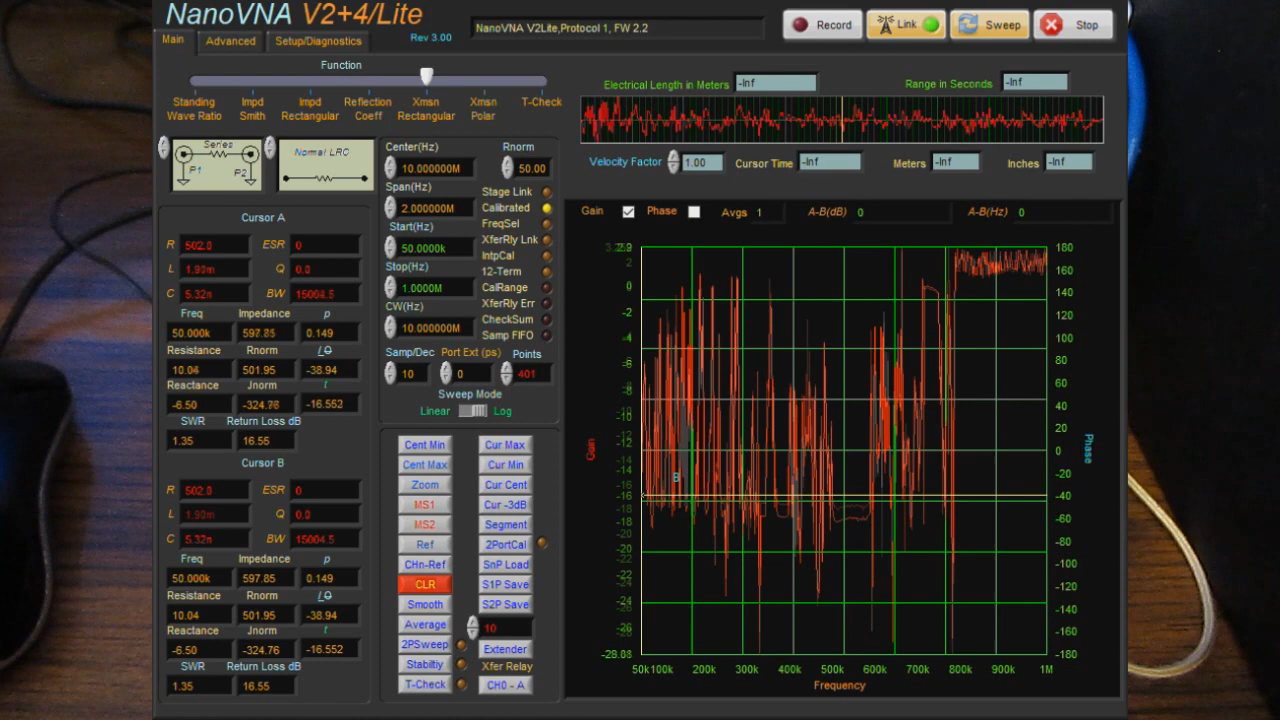 NanoVNA V2+4/Lite
Rev 3.00
NanoVNA V2Lite,Protocol 1, FW 2.2
Record
Link
Sweep
Stop
Main
Advanced
Setup/Diagnostics
Function
Standing Wave Ratio
Impd Smith
Impd Rectangular
Reflection Coeff
Xmsn Rectangular
Xmsn Polar
T-Check
Electrical Length in Meters -Inf
Range in Seconds -Inf
Velocity Factor 1.00
Cursor Time -Inf
Meters -Inf
Inches -Inf
Series
P1
P2
Normal LRC
Center(Hz)
10.000000M
Rnorm
50.00
Span(Hz)
2.000000M
Start(Hz)
50.0000k
Stop(Hz)
1.0000M
CW(Hz)
10.000000M
Stage Link
Calibrated
FreqSel
XferRly Lnk
IntpCal
12-Term
CalRange
XferRly Err
CheckSum
Samp FIFO
Samp/Dec
10
Port Ext (ps)
0
Points
401
Sweep Mode
Linear
Log
Cursor A
R 502.0 ESR 0
L 1.90m Q 0.0
C 5.32n BW 15004.5
Freq Impedance p
50.000k 597.85 0.149
Resistance Rnorm / Θ
10.04 501.95 -38.94
Reactance Jnorm t
-6.50 -324.76 -16.552
SWR Return Loss dB
1.35 16.55
Cursor B
R 502.0 ESR 0
L 1.90m Q 0.0
C 5.32n BW 15004.5
Freq Impedance p
50.000k 597.85 0.149
Resistance Rnorm / Θ
10.04 501.95 -38.94
Reactance Jnorm t
-6.50 -324.76 -16.552
SWR Return Loss dB
1.35 16.55
Cent Min
Cur Max
Cent Max
Cur Min
Zoom
Cur Cent
MS1
Cur -3dB
MS2
Segment
Ref
2PortCal
CHn-Ref
SnP Load
CLR
S1P Save
Smooth
S2P Save
Average
10
2PSweep
Extender
Stabiltiy
Xfer Relay
T-Check
CH0 - A
Gain
Phase
Avgs 1
A-B(dB) 0
A-B(Hz) 0
180
160
140
120
100
80
60
40
20
0
-20
-40
-60
-80
-100
-120
-140
-160
-180
Gain
Phase
B
50k 100k 200k 300k 400k 500k 600k 700k 800k 900k 1M
Frequency